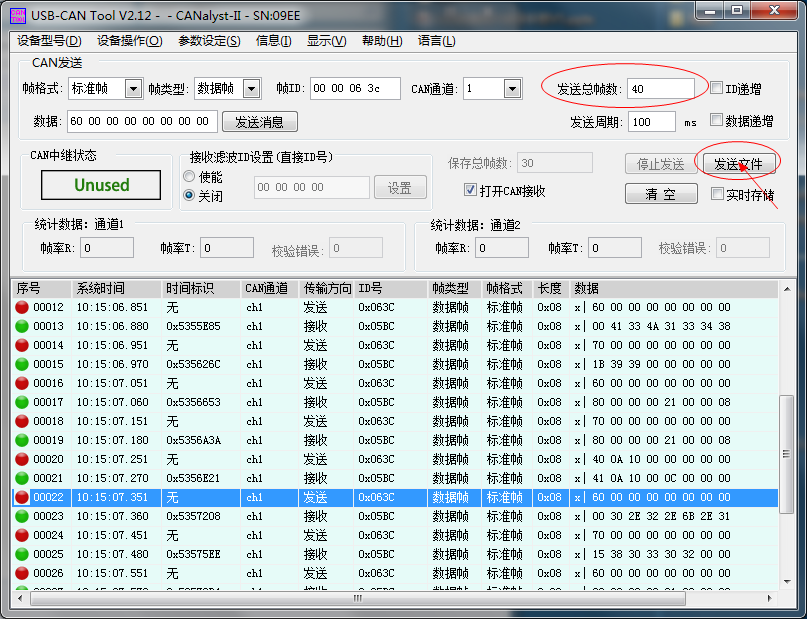 USB-CAN Tool V2.12 - - CANalyst-II - SN:09EE
设备型号(D) 设备操作(O) 参数设定(S) 信息(I) 显示(V) 帮助(H) 语言(L)
CAN发送
帧格式: 标准帧 帧类型: 数据帧 帧ID: 00 00 06 3c CAN通道: 1 发送总帧数: 40 ID递增
数据: 60 00 00 00 00 00 00 00 发送消息 发送周期: 100 ms 数据递增
CAN中继状态 接收滤波ID设置(直接ID号) 保存总帧数: 30 停止发送 发送文件
Unused 使能 00 00 00 00 设置
关闭 打开CAN接收 清 空 实时存储
统计数据: 通道1 统计数据: 通道2
帧率R: 0 帧率T: 0 校验错误: 0 帧率R: 0 帧率T: 0 校验错误: 0
序号 系统时间 时间标识 CAN通道 传输方向 ID号 帧类型 帧格式 长度 数据
00012 10:15:06.851 无 ch1 发送 0x063C 数据帧 标准帧 0x08 x| 60 00 00 00 00 00 00 00
00013 10:15:06.880 0x5355E85 ch1 接收 0x05BC 数据帧 标准帧 0x08 x| 00 41 33 4A 31 33 34 38
00014 10:15:06.951 无 ch1 发送 0x063C 数据帧 标准帧 0x08 x| 70 00 00 00 00 00 00 00
00015 10:15:06.970 0x535626C ch1 接收 0x05BC 数据帧 标准帧 0x08 x| 1B 39 39 00 00 00 00 00
00016 10:15:07.051 无 ch1 发送 0x063C 数据帧 标准帧 0x08 x| 60 00 00 00 00 00 00 00
00017 10:15:07.060 0x5356653 ch1 接收 0x05BC 数据帧 标准帧 0x08 x| 80 00 00 00 21 00 00 08
00018 10:15:07.151 无 ch1 发送 0x063C 数据帧 标准帧 0x08 x| 70 00 00 00 00 00 00 00
00019 10:15:07.180 0x5356A3A ch1 接收 0x05BC 数据帧 标准帧 0x08 x| 80 00 00 00 21 00 00 08
00020 10:15:07.251 无 ch1 发送 0x063C 数据帧 标准帧 0x08 x| 40 0A 10 00 00 00 00 00
00021 10:15:07.270 0x5356E21 ch1 接收 0x05BC 数据帧 标准帧 0x08 x| 41 0A 10 00 0C 00 00 00
00022 10:15:07.351 无 ch1 发送 0x063C 数据帧 标准帧 0x08 x| 60 00 00 00 00 00 00 00
00023 10:15:07.360 0x5357208 ch1 接收 0x05BC 数据帧 标准帧 0x08 x| 00 30 2E 32 2E 6B 2E 31
00024 10:15:07.451 无 ch1 发送 0x063C 数据帧 标准帧 0x08 x| 70 00 00 00 00 00 00 00
00025 10:15:07.480 0x53575EE ch1 接收 0x05BC 数据帧 标准帧 0x08 x| 15 38 30 33 30 32 00 00
00026 10:15:07.551 无 ch1 发送 0x063C 数据帧 标准帧 0x08 x| 60 00 00 00 00 00 00 00